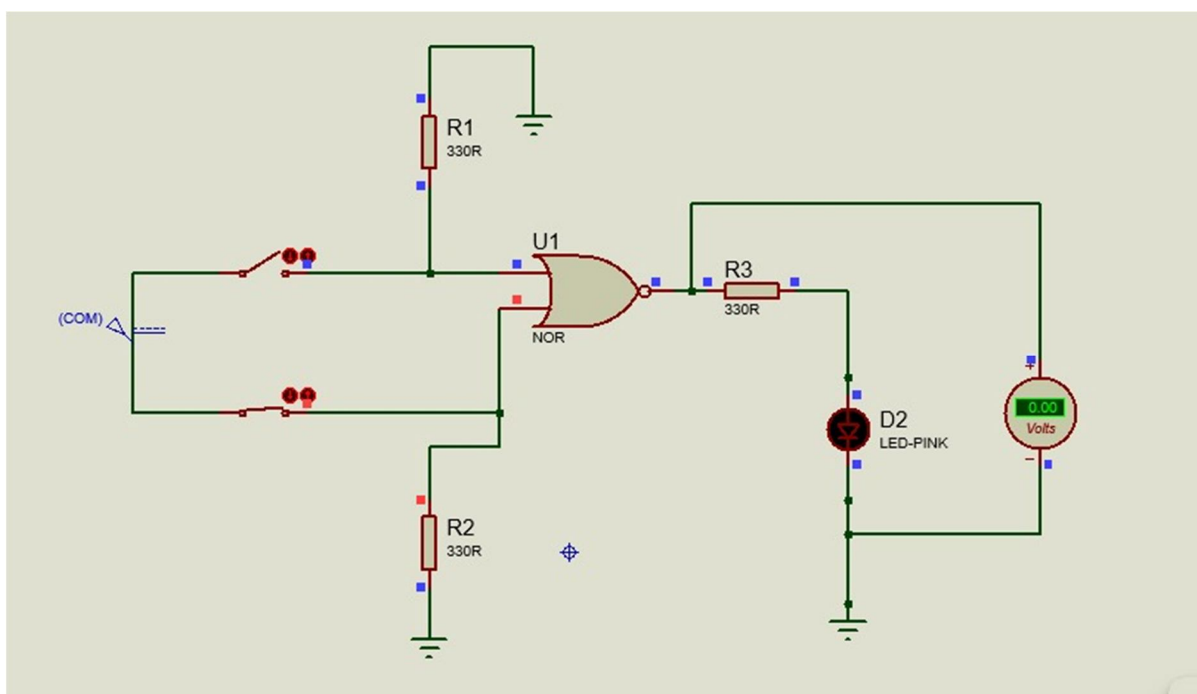 R1
330R
U1
(COM)
NOR
R3
330R
+
0.00
Volts
−
D2
LED-PINK
R2
330R